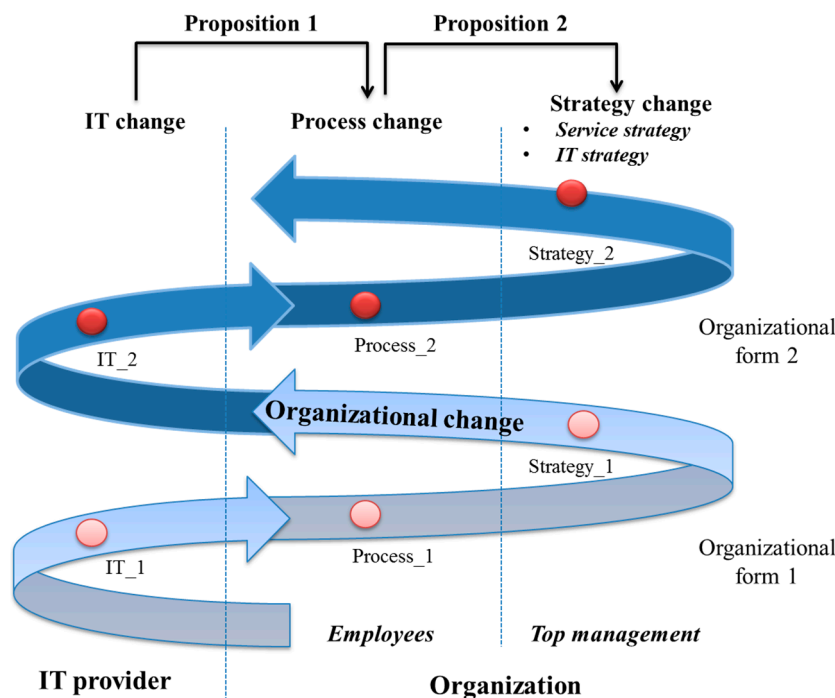 Proposition 1
Proposition 2
IT change
Process change
Strategy change
• Service strategy
• IT strategy
Strategy_2
IT_2
Process_2
Organizational
form 2
Organizational change
Strategy_1
IT_1
Process_1
Organizational
form 1
Employees
Top management
IT provider
Organization